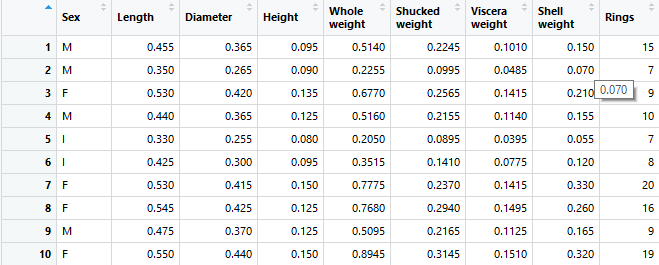 Sex Length Diameter Height Whole weight Shucked weight Viscera weight Shell weight Rings
1 M 0.455 0.365 0.095 0.5140 0.2245 0.1010 0.150 15
2 M 0.350 0.265 0.090 0.2255 0.0995 0.0485 0.070 7
3 F 0.530 0.420 0.135 0.6770 0.2565 0.1415 0.210 0.070 9
4 M 0.440 0.365 0.125 0.5160 0.2155 0.1140 0.155 10
5 I 0.330 0.255 0.080 0.2050 0.0895 0.0395 0.055 7
6 I 0.425 0.300 0.095 0.3515 0.1410 0.0775 0.120 8
7 F 0.530 0.415 0.150 0.7775 0.2370 0.1415 0.330 20
8 F 0.545 0.425 0.125 0.7680 0.2940 0.1495 0.260 16
9 M 0.475 0.370 0.125 0.5095 0.2165 0.1125 0.165 9
10 F 0.550 0.440 0.150 0.8945 0.3145 0.1510 0.320 19